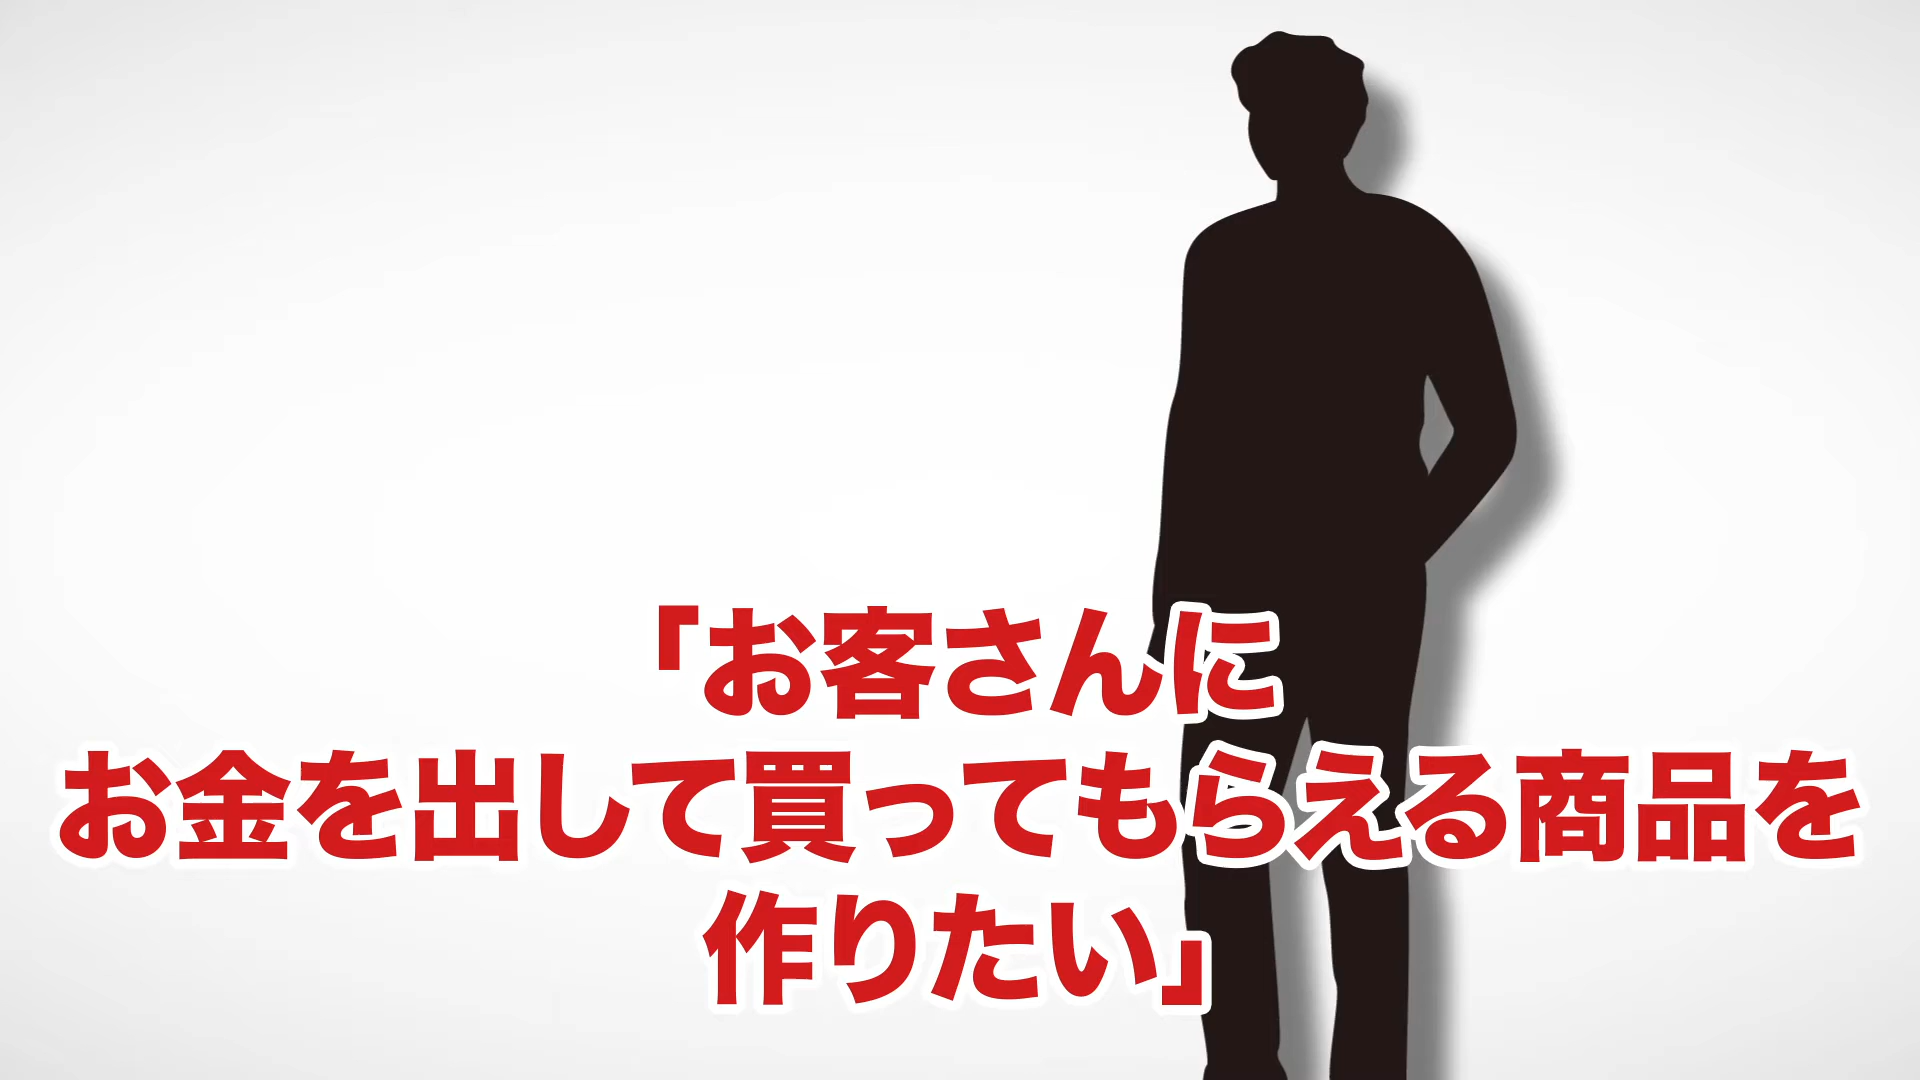 「お客さんに
お金を出して買ってもらえる商品を
作りたい」